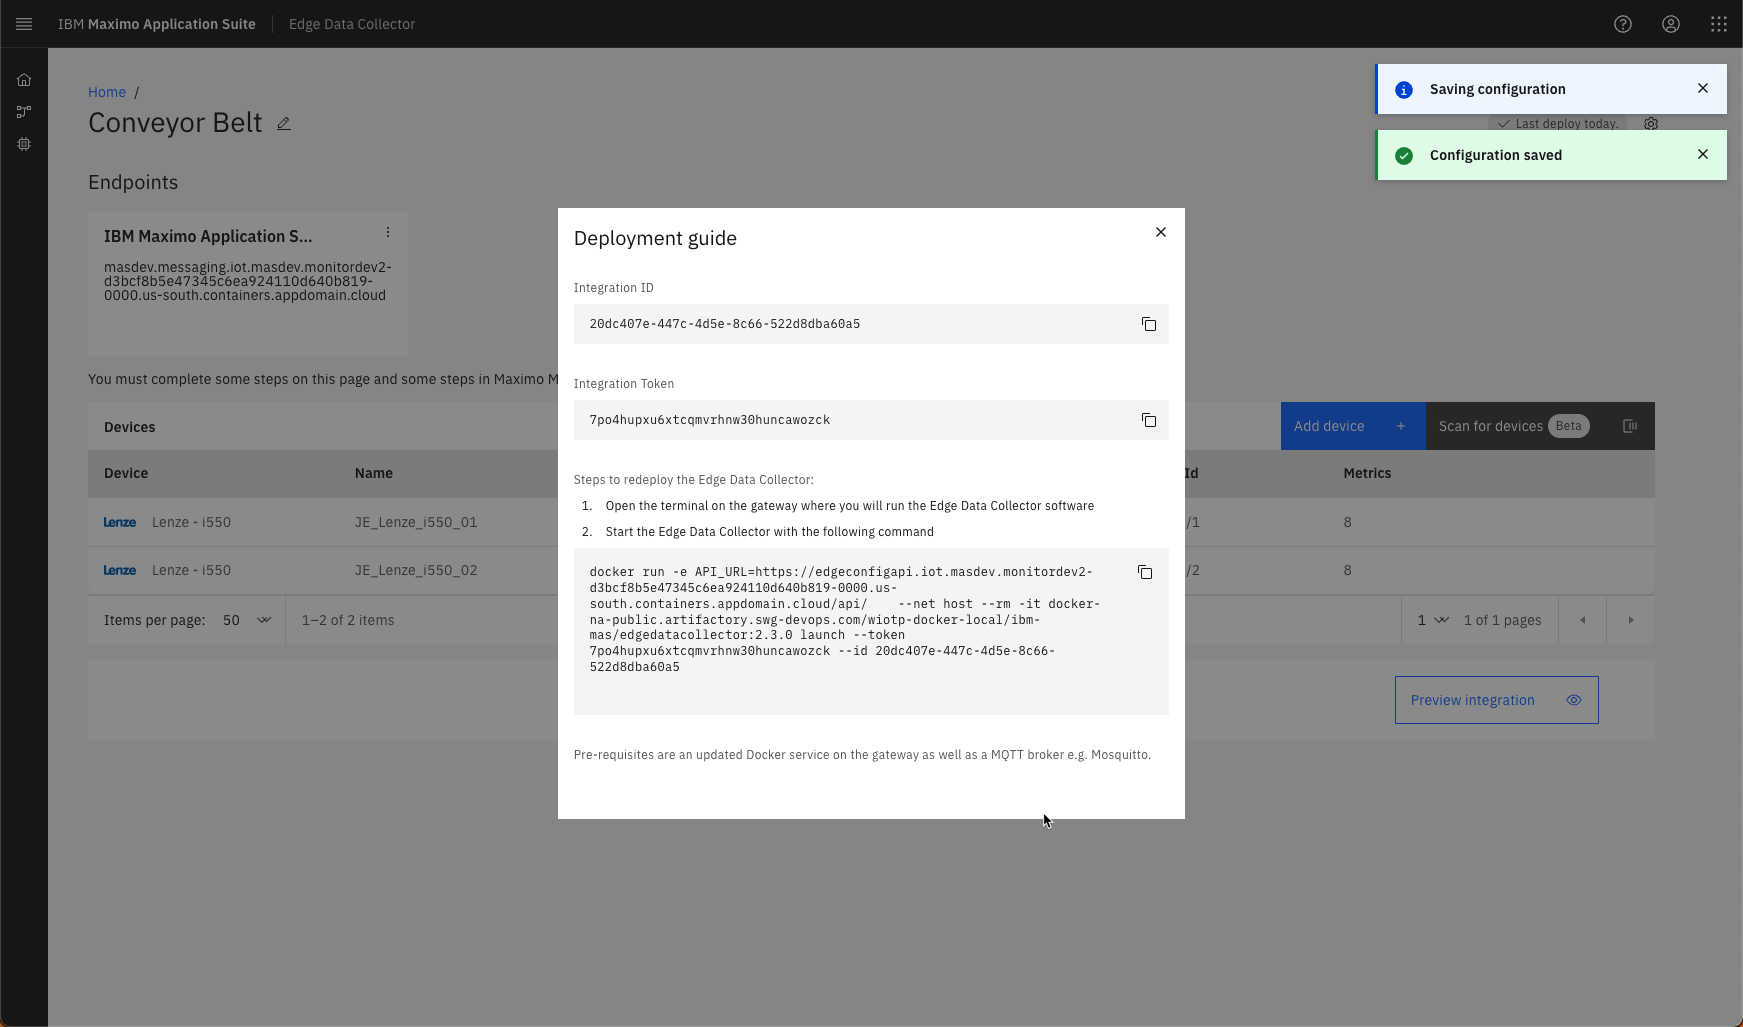 IBM Maximo Application Suite
Edge Data Collector
Saving configuration
Home /
Conveyor Belt
Last deploy today.
Configuration saved
Endpoints
IBM Maximo Application S...
masdev.messaging.iot.masdev.monitordev2-
d3bcf8b5e47345c6ea924110d640b819-
0000.us-south.containers.appdomain.cloud
You must complete some steps on this page and some steps in Maximo M
Devices
Add device +
Scan for devices Beta
Device Name Id Metrics
Lenze Lenze - i550 JE_Lenze_i550_01 /1 8
Lenze Lenze - i550 JE_Lenze_i550_02 /2 8
Items per page: 50 1–2 of 2 items 1 1 of 1 pages
Preview integration
Deployment guide
Integration ID
20dc407e-447c-4d5e-8c66-522d8dba60a5
Integration Token
7po4hupxu6xtcqmvrhnw30huncawozck
Steps to redeploy the Edge Data Collector:
1. Open the terminal on the gateway where you will run the Edge Data Collector software
2. Start the Edge Data Collector with the following command
docker run -e API_URL=https://edgeconfigapi.iot.masdev.monitordev2-
d3bcf8b5e47345c6ea924110d640b819-0000.us-
south.containers.appdomain.cloud/api/ --net host --rm -it docker-
na-public.artifactory.swg-devops.com/wiotp-docker-local/ibm-
mas/edgedatacollector:2.3.0 launch --token
7po4hupxu6xtcqmvrhnw30huncawozck --id 20dc407e-447c-4d5e-8c66-
522d8dba60a5
Pre-requisites are an updated Docker service on the gateway as well as a MQTT broker e.g. Mosquitto.